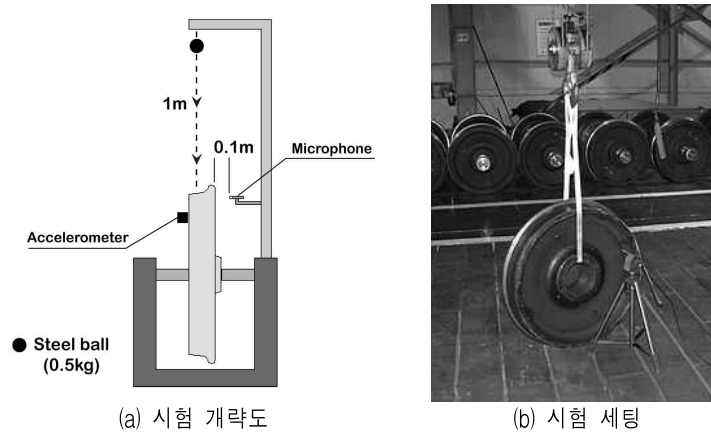 1m
0.1m
Microphone
Accelerometer
Steel ball
(0.5kg)
(a) 시험 개략도
(b) 시험 세팅